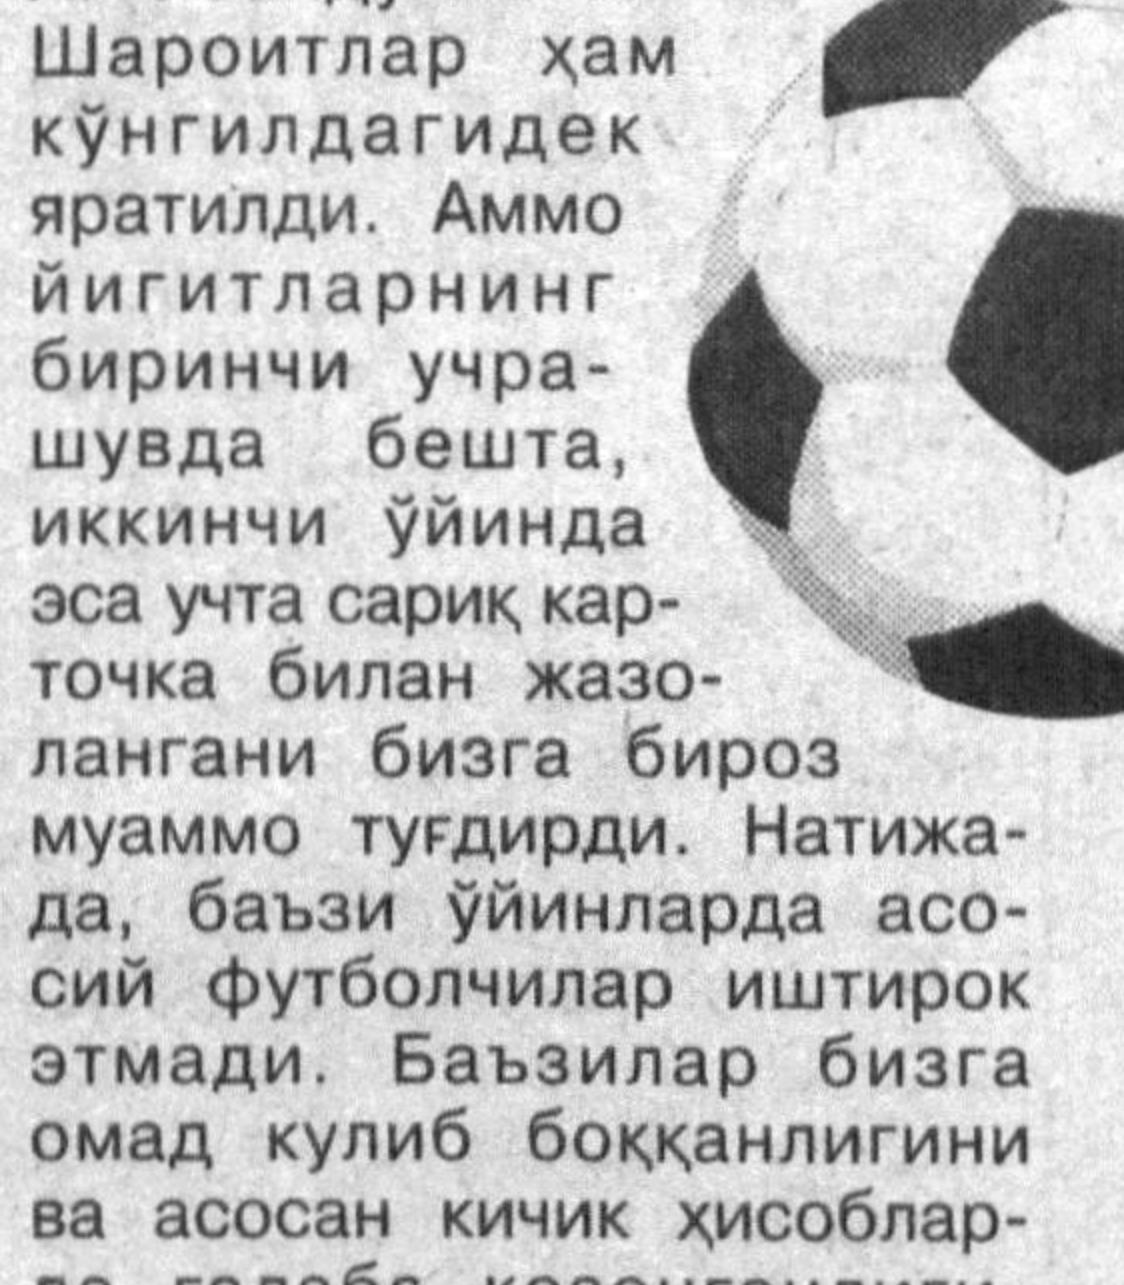 Шароитлар ҳам
кўнгилдагидек
яратилди. Аммо
йигитларнинг
биринчи учра-
шувда бешта,
иккинчи ўйинда
эса учта сариқ кар-
точка билан жазо-
лангани бизга бироз
муаммо туғдирди. Натижа-
да, баъзи ўйинларда асо-
сий футболчилар иштирок
этмади. Баъзилар бизга
омад кулиб боққанлигини
ва асосан кичик ҳисоблар-